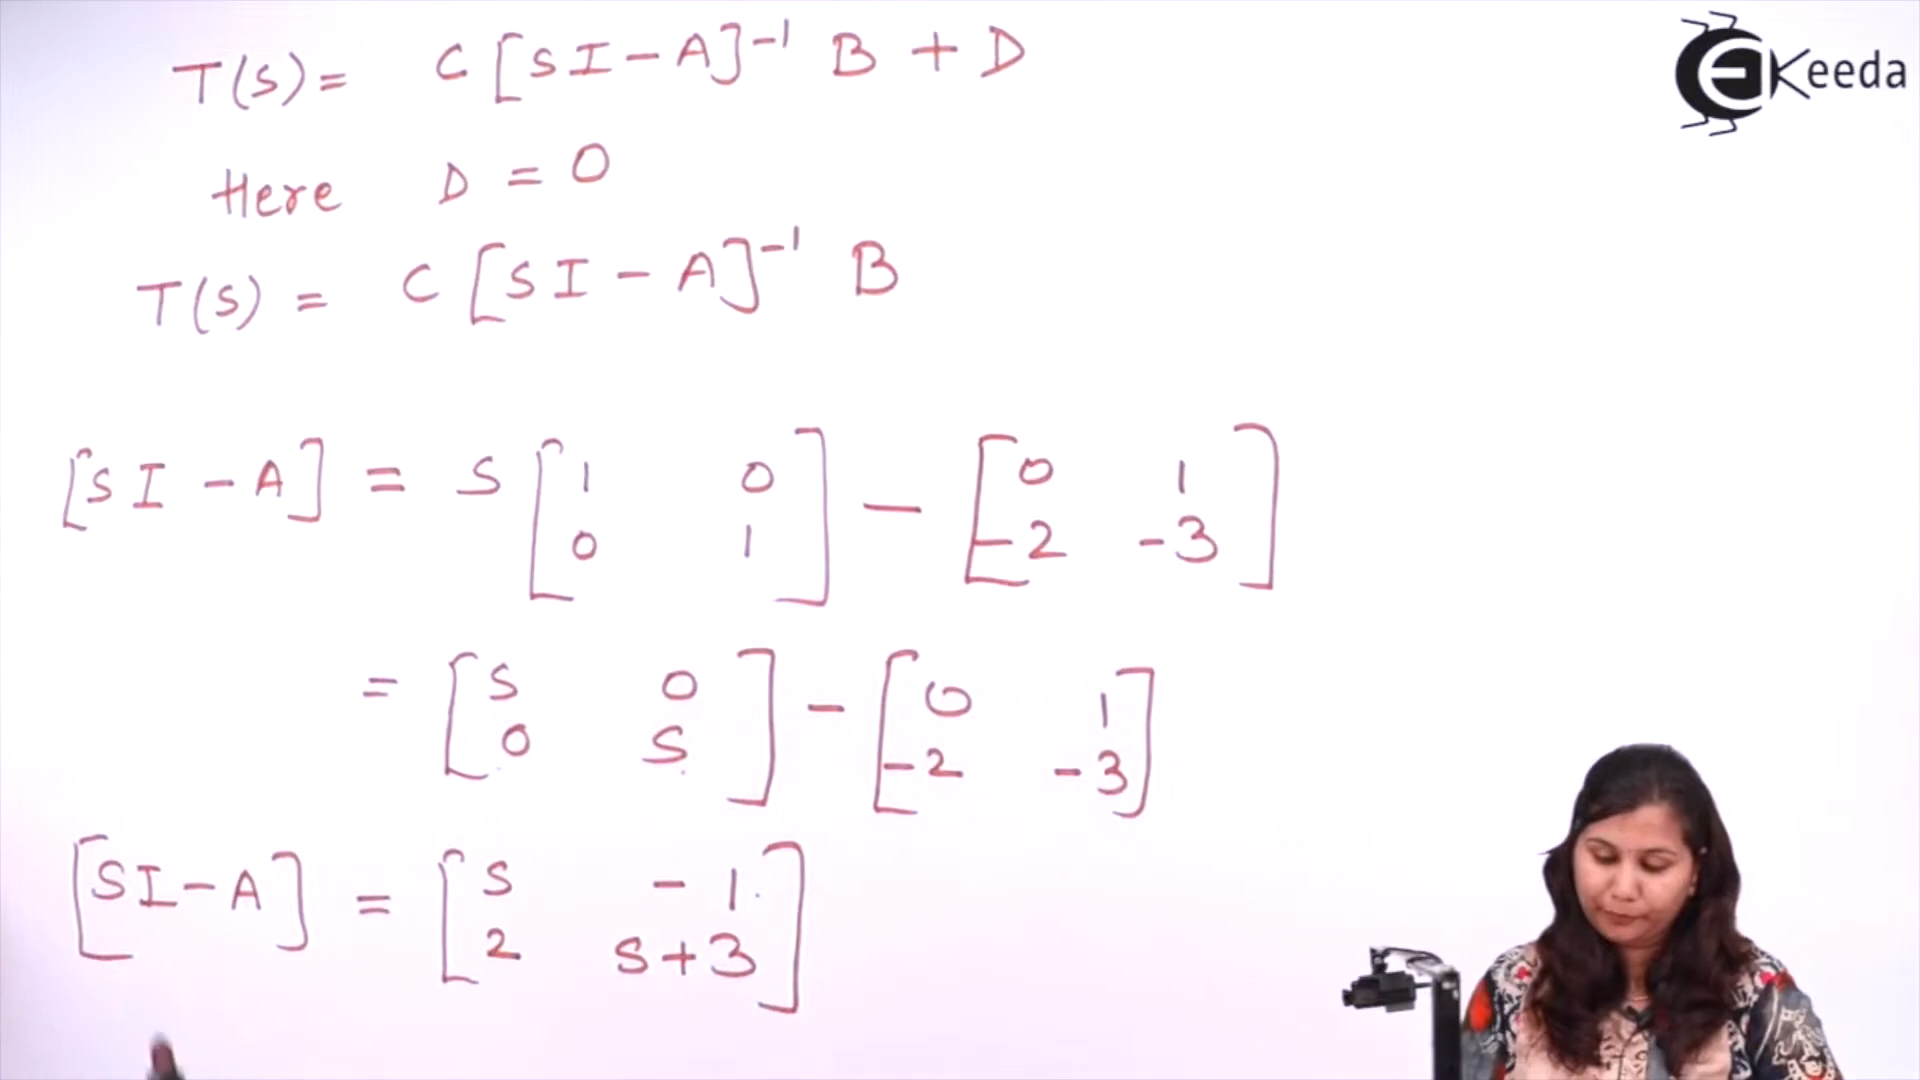 T(S) = C [SI - A]⁻¹ B + D
EKeeda
Here D = 0
T(S) = C [SI - A]⁻¹ B
[SI - A] = S [1 0] - [0 1]
[0 1] [-2 -3]
= [S 0] - [0 1]
[0 S] [-2 -3]
[SI - A] = [S -1]
[2 S+3]